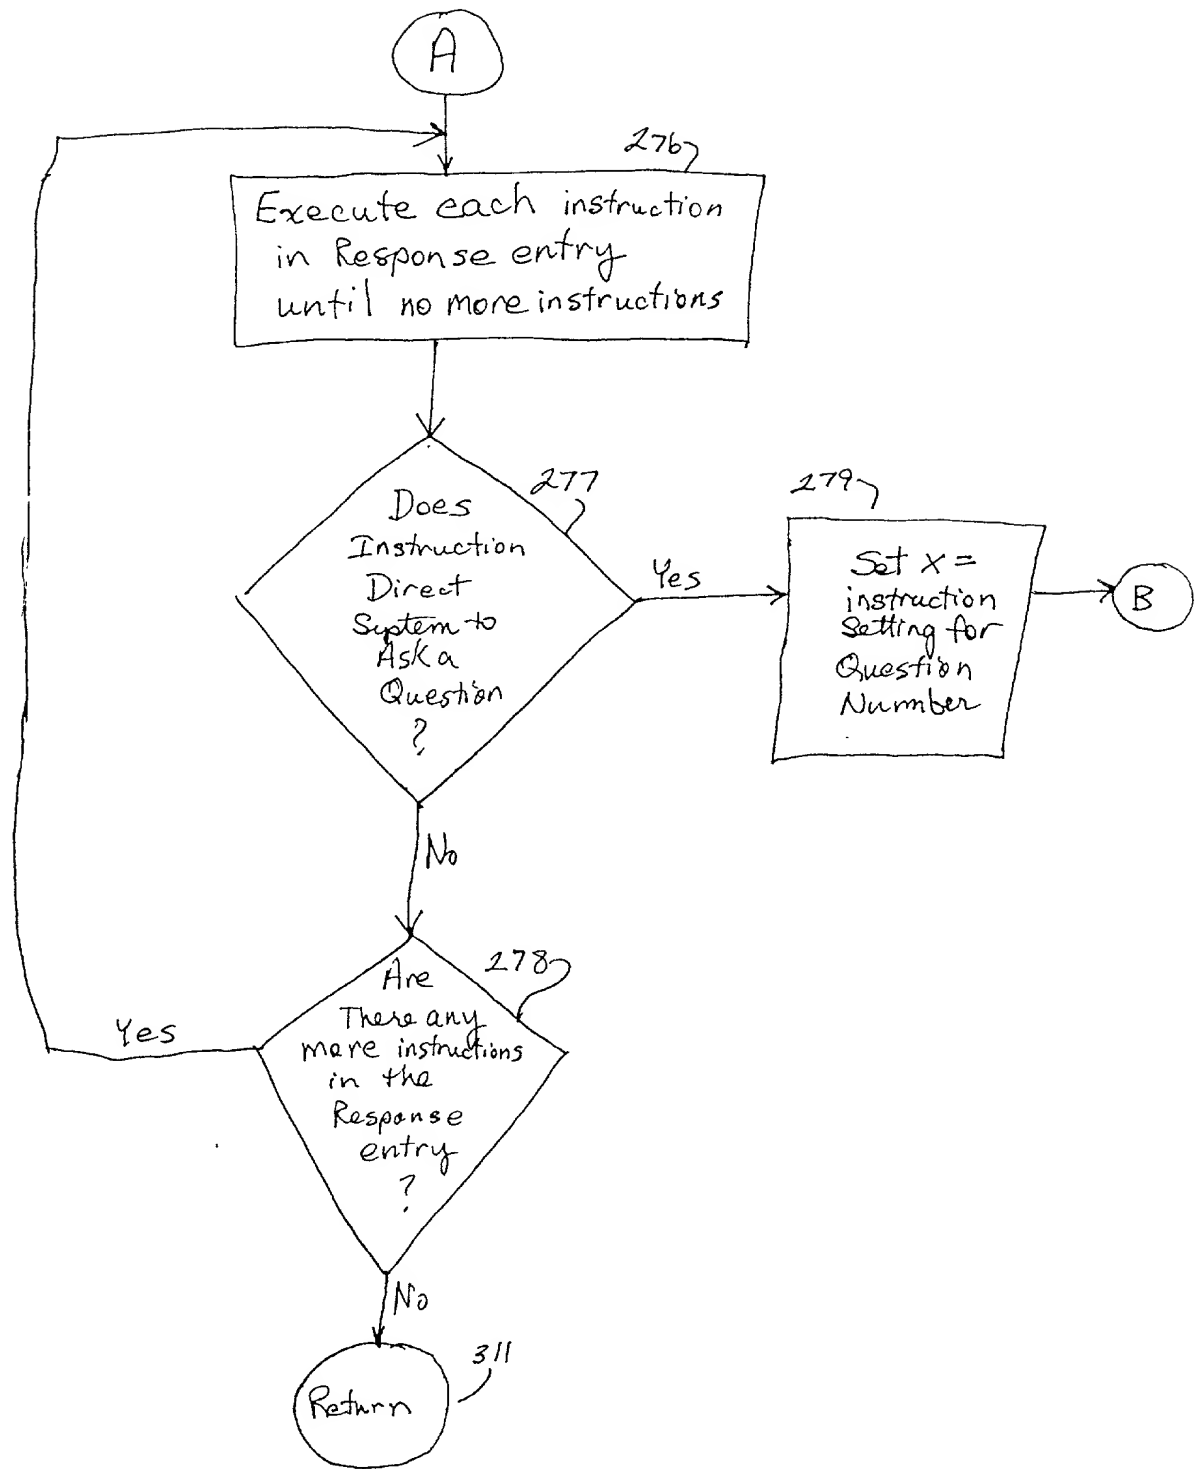 A
276
Execute each instruction
in Response entry
until no more instructions
277
Does
Instruction
Direct
System to
Ask a
Question
?
Yes
279
Set X =
instruction
Setting for
Question
Number
B
No
278
Are
There any
more instructions
in the
Response
entry
?
Yes
No
Return
311